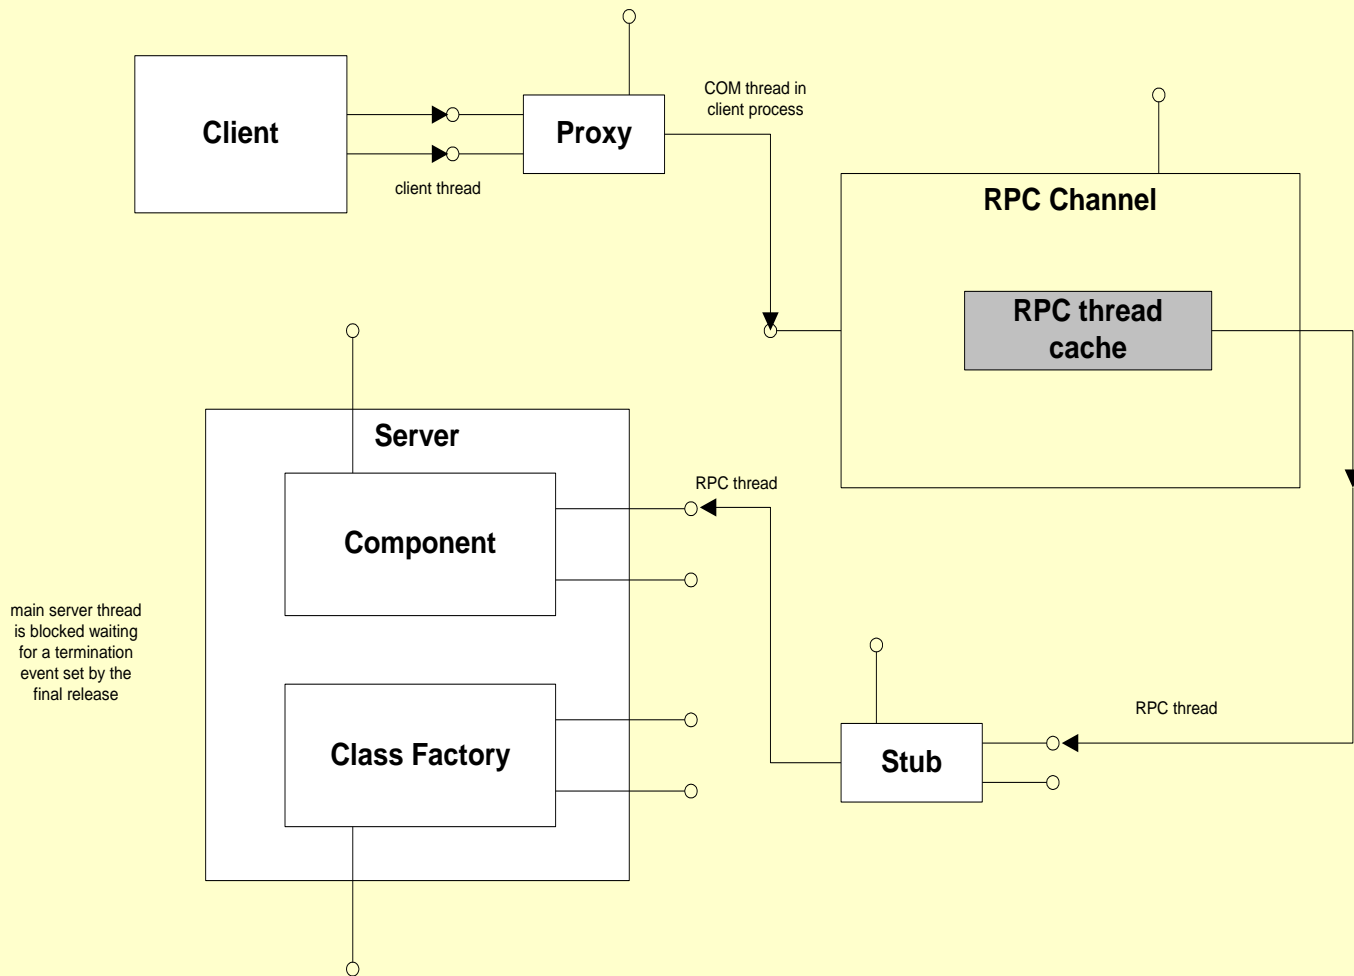 Client
client thread
Proxy
COM thread in
client process
RPC Channel
RPC thread
cache
Server
Component
RPC thread
main server thread
is blocked waiting
for a termination
event set by the
final release
Class Factory
Stub
RPC thread